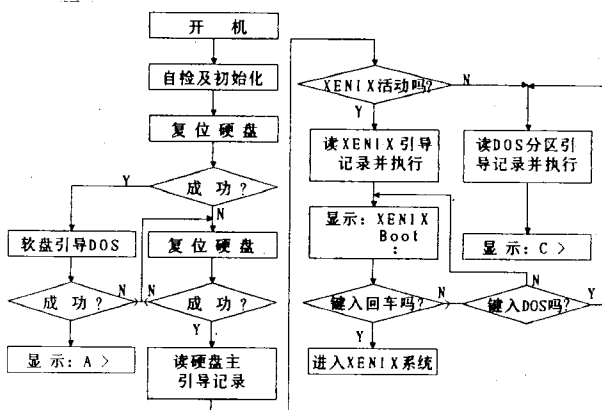 开 机
自检及初始化
复位硬盘
成 功?
Y
N
软盘引导DOS
复位硬盘
成 功?
N
N
成 功?
Y
显示: A >
读硬盘主
引导记录
XENIX活动吗?
N
Y
读XENIX引导
记录并执行
读DOS分区引
导记录并执行
显示: XENIX
Boot
:
显示: C >
键入回车吗?
N
N
键入DOS吗?
Y
Y
进入XENIX系统